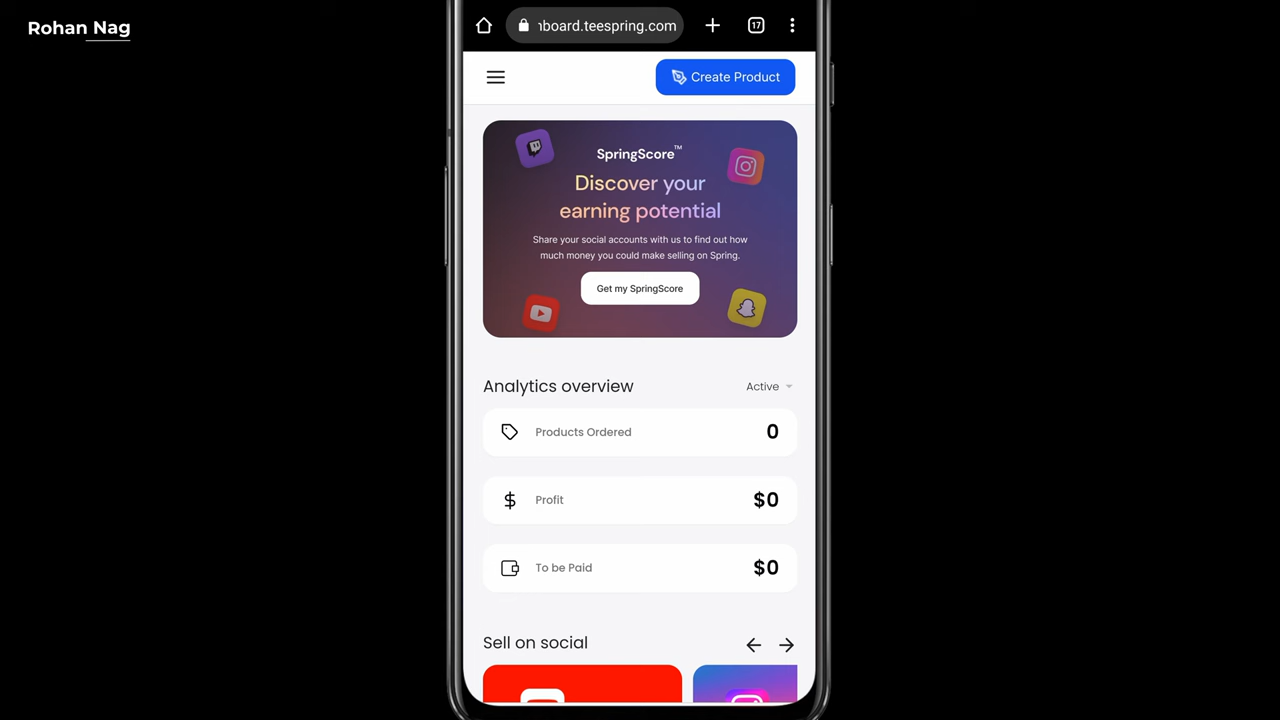 Rohan Nag
nboard.teespring.com
17
Create Product
SpringScore™
Discover your
earning potential
Share your social accounts with us to find out how
much money you could make selling on Spring.
Get my SpringScore
Analytics overview
Active
Products Ordered
0
Profit
$0
To be Paid
$0
Sell on social